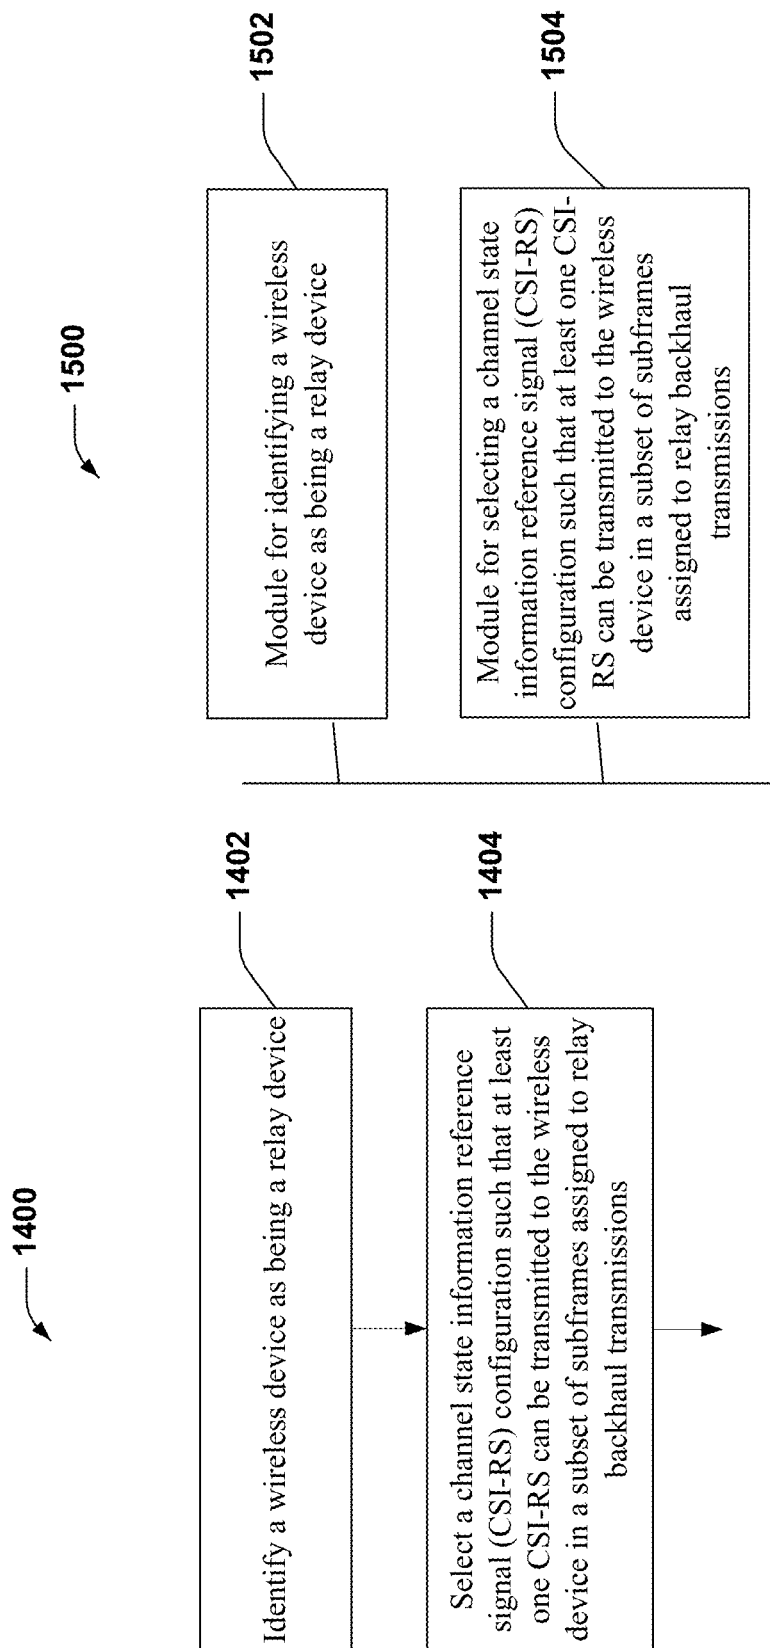 1400
1402
Identify a wireless device as being a relay device
1404
Select a channel state information reference
signal (CSI-RS) configuration such that at least
one CSI-RS can be transmitted to the wireless
device in a subset of subframes assigned to relay
backhaul transmissions
1500
1502
Module for identifying a wireless
device as being a relay device
1504
Module for selecting a channel state
information reference signal (CSI-RS)
configuration such that at least one CSI-
RS can be transmitted to the wireless
device in a subset of subframes
assigned to relay backhaul
transmissions